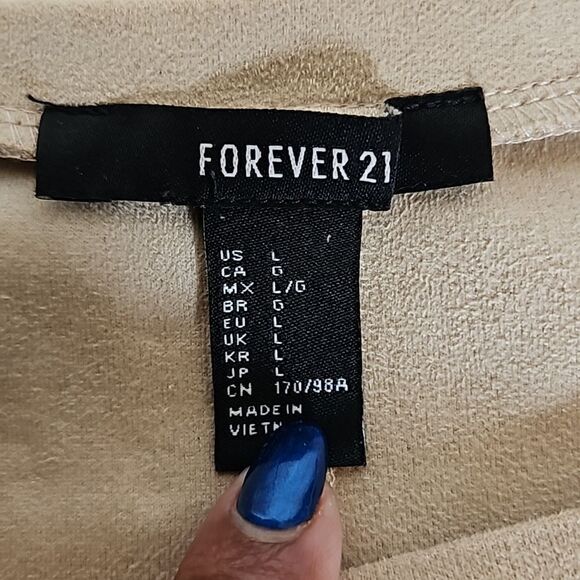 FOREVER 21
US L
CA G
MX L/G
BR G
EU L
UK L
KR L
JP L
CN 170/98A
MADE IN